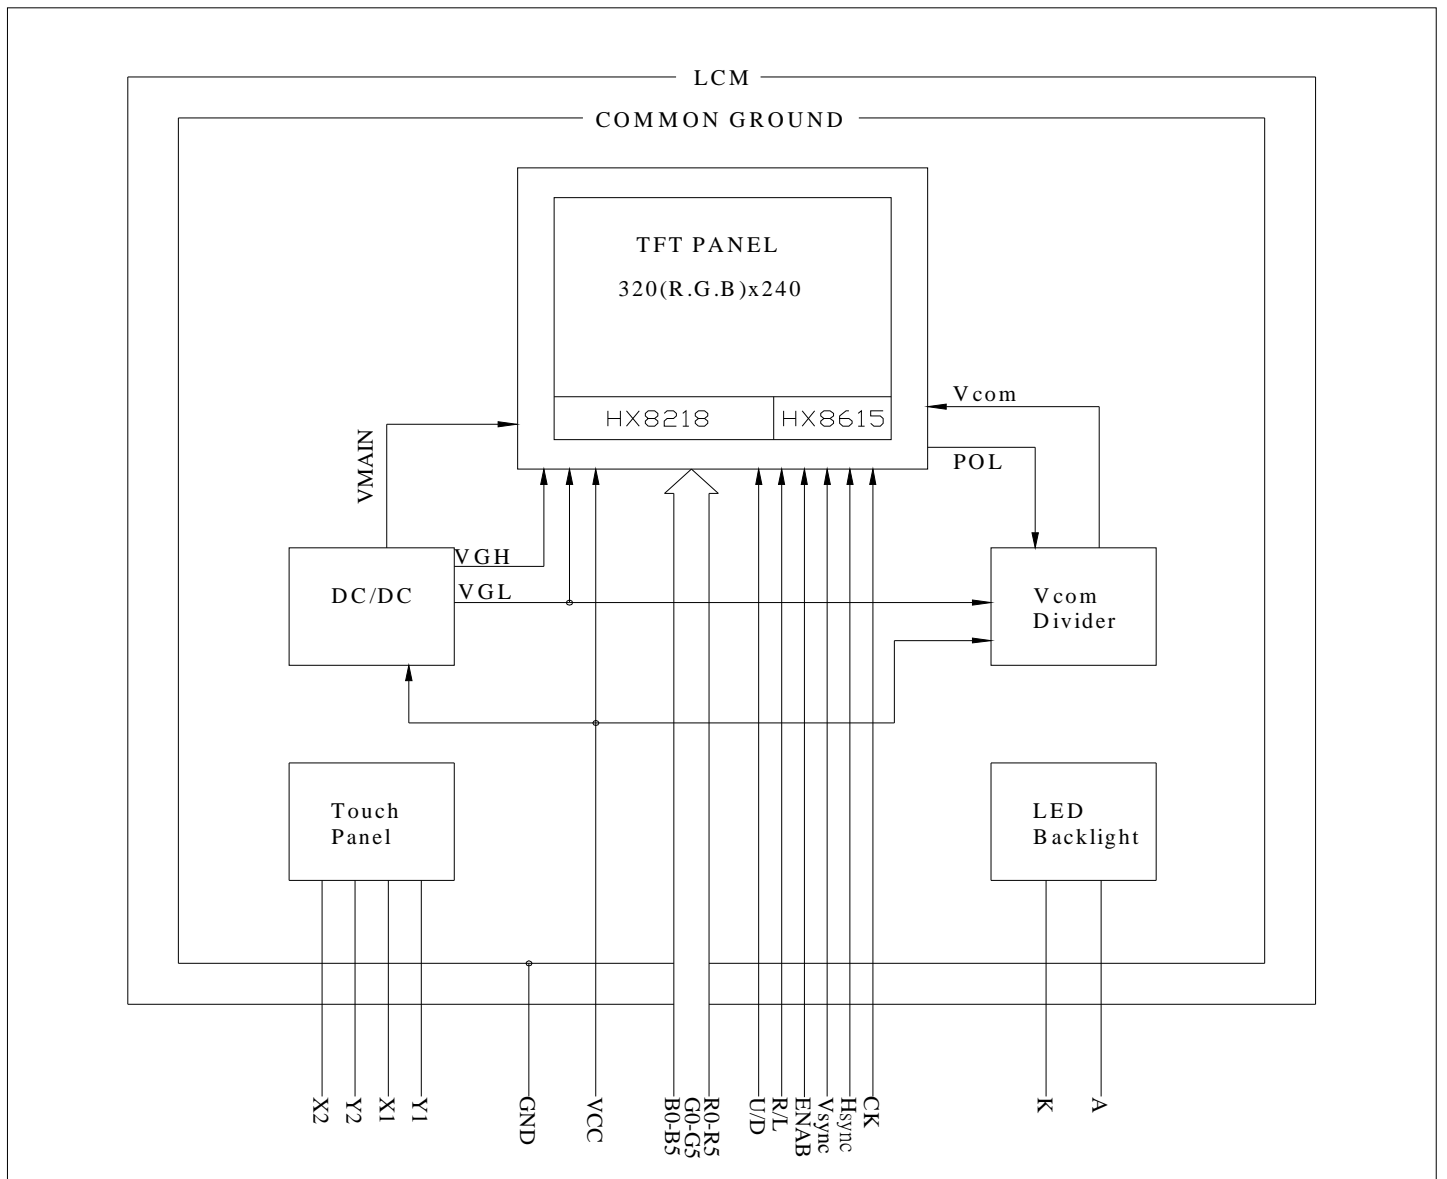 LCM
COMMON GROUND
TFT PANEL
320(R.G.B)x240
HX8218
HX8615
Vcom
POL
VMAIN
VGH
VGL
DC/DC
Vcom
Divider
Touch
Panel
LED
Backlight
X2
Y2
X1
Y1
GND
VCC
B0-B5
G0-G5
R0-R5
U/D
R/L
ENAB
Vsync
Hsync
CK
K
A